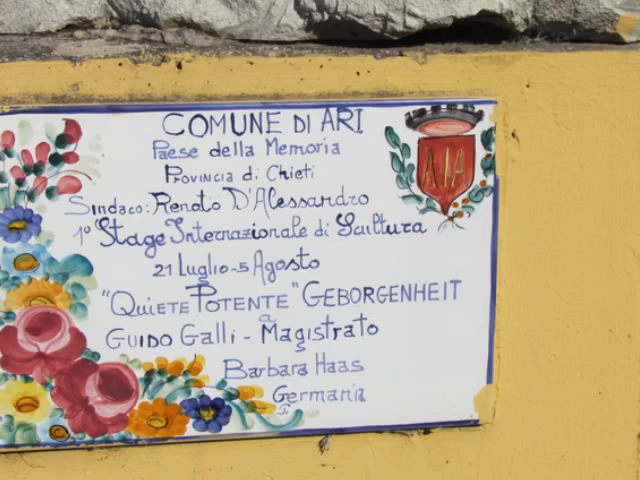 COMUNE DI ARI
Paese della Memoria
Provincia di Chieti
Sindaco: Renato D'Alessandro
1° Stage Internazionale di Scultura
21 Luglio-5 Agosto
"Quiete Potente" GEBORGENHEIT
a
Guido Galli - Magistrato
Barbara Haas
Germania
AIA